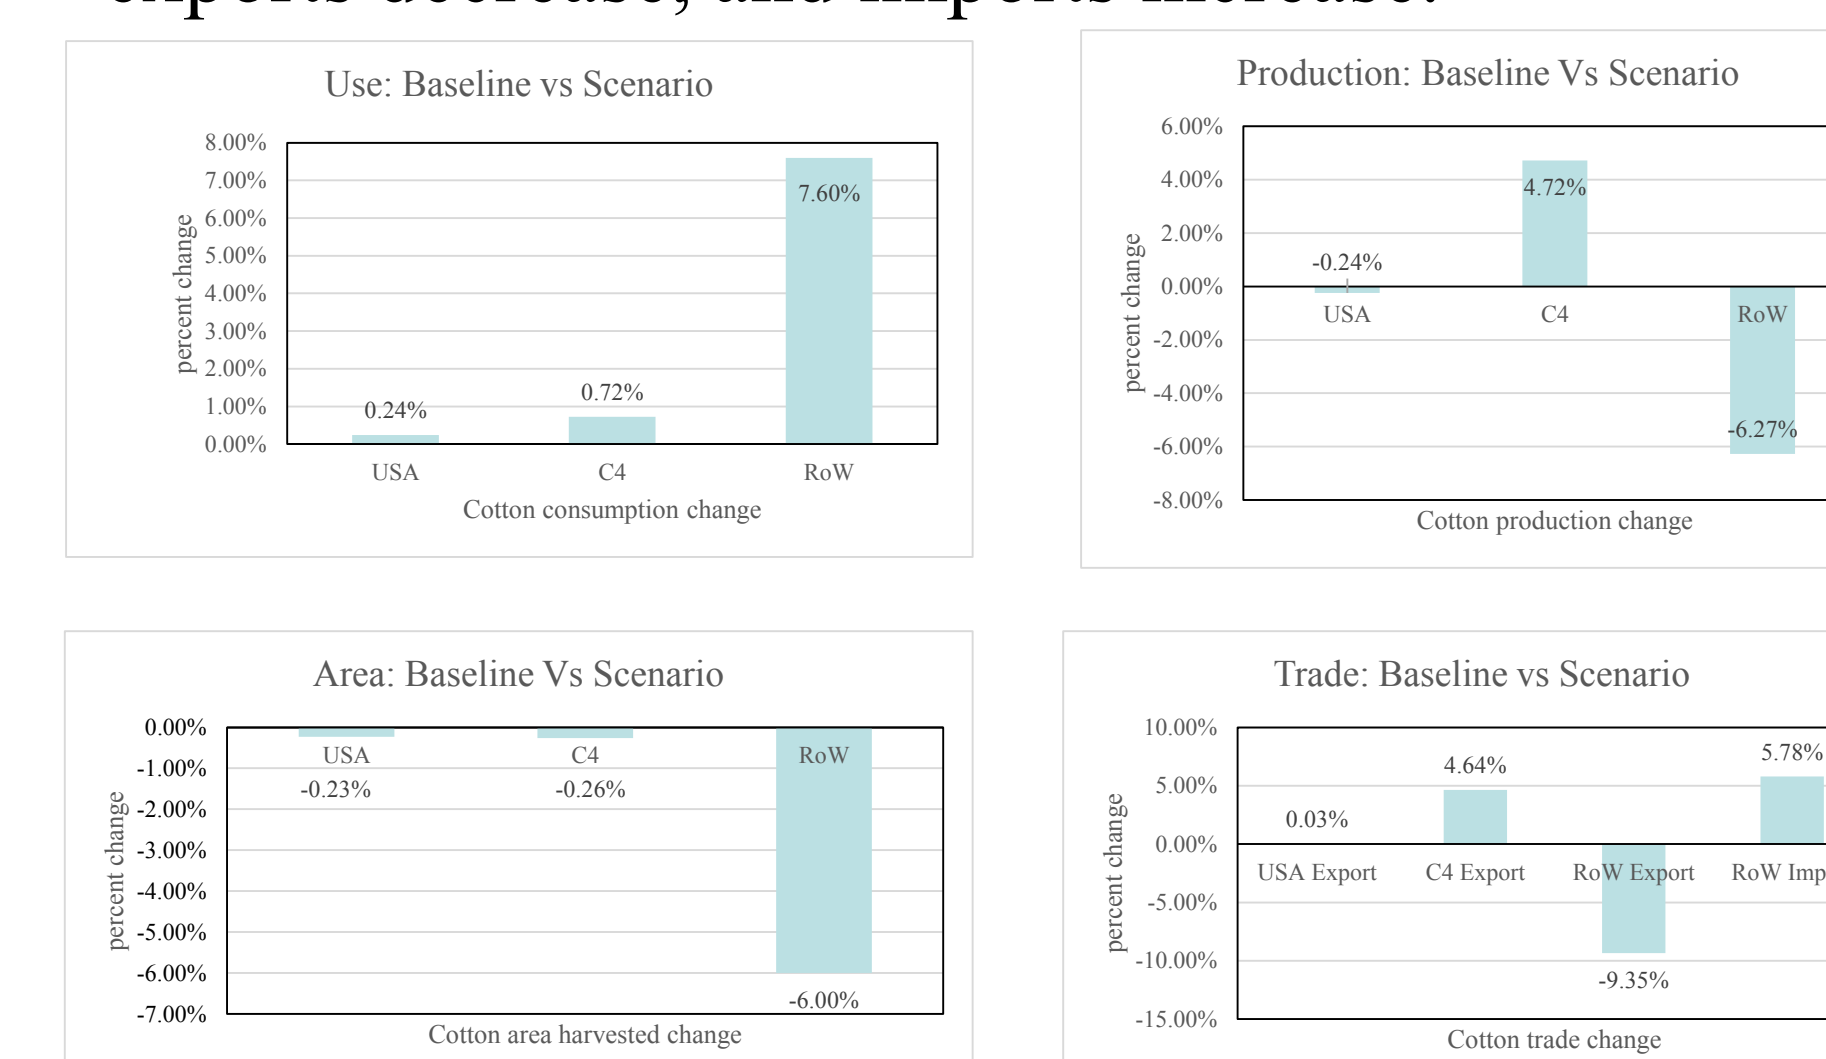 exports decrease, and imports increase.
Use: Baseline vs Scenario
8.00%
7.00%
6.00%
5.00%
4.00%
3.00%
2.00%
1.00%
0.00%
percent change
0.24%
0.72%
7.60%
USA C4 RoW
Cotton consumption change
Production: Baseline Vs Scenario
6.00%
4.00%
2.00%
0.00%
-2.00%
-4.00%
-6.00%
-8.00%
percent change
-0.24%
4.72%
-6.27%
USA C4 RoW
Cotton production change
Area: Baseline Vs Scenario
0.00%
-1.00%
-2.00%
-3.00%
-4.00%
-5.00%
-6.00%
-7.00%
percent change
USA C4 RoW
-0.23%
-0.26%
-6.00%
Cotton area harvested change
Trade: Baseline vs Scenario
10.00%
5.00%
0.00%
-5.00%
-10.00%
-15.00%
percent change
0.03%
4.64%
-9.35%
5.78%
USA Export C4 Export RoW Export RoW Imp
Cotton trade change